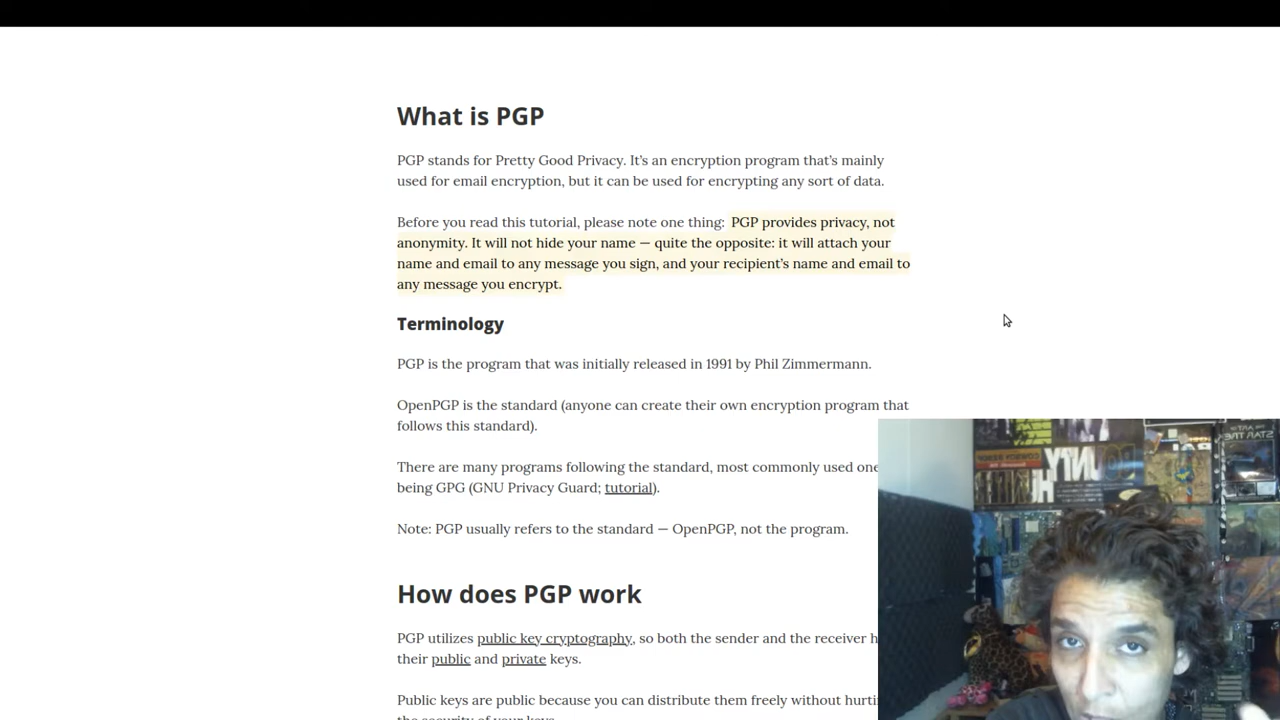 What is PGP
PGP stands for Pretty Good Privacy. It’s an encryption program that’s mainly
used for email encryption, but it can be used for encrypting any sort of data.
Before you read this tutorial, please note one thing: PGP provides privacy, not
anonymity. It will not hide your name — quite the opposite: it will attach your
name and email to any message you sign, and your recipient’s name and email to
any message you encrypt.
Terminology
PGP is the program that was initially released in 1991 by Phil Zimmermann.
OpenPGP is the standard (anyone can create their own encryption program that
follows this standard).
There are many programs following the standard, most commonly used one
being GPG (GNU Privacy Guard; tutorial).
Note: PGP usually refers to the standard — OpenPGP, not the program.
How does PGP work
PGP utilizes public key cryptography, so both the sender and the receiver
their public and private keys.
Public keys are public because you can distribute them freely without